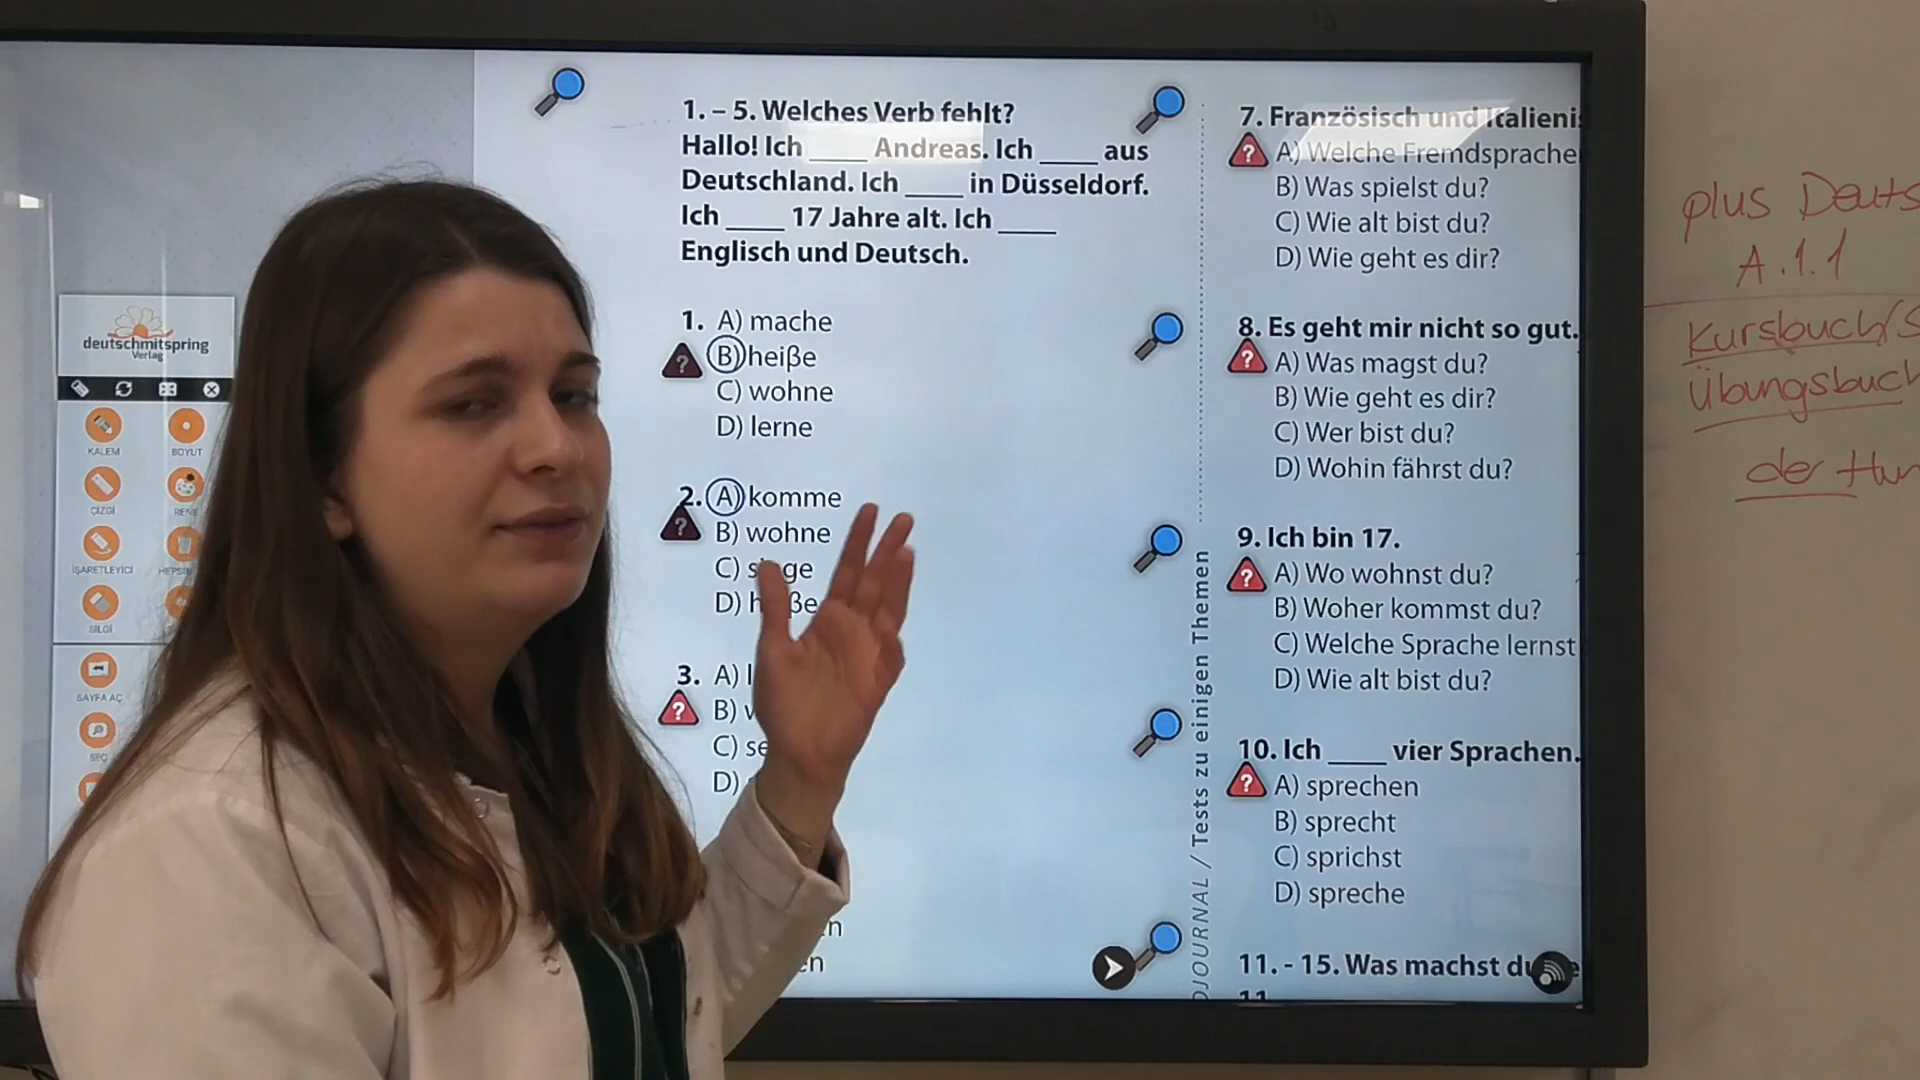 1. – 5. Welches Verb fehlt?
Hallo! Ich ____ Andreas. Ich ____ aus
Deutschland. Ich ____ in Düsseldorf.
Ich ____ 17 Jahre alt. Ich ____
Englisch und Deutsch.
1. A) mache
B) heiße
C) wohne
D) lerne
2. A) komme
B) wohne
C)
D)
3. A)
B)
C)
D)
7. Französisch und
A) Welche
B) Was spielst du?
C) Wie alt bist du?
D) Wie geht es dir?
8. Es geht mir nicht so gut.
A) Was magst du?
B) Wie geht es dir?
C) Wer bist du?
D) Wohin fährst du?
9. Ich bin 17.
A) Wo wohnst du?
B) Woher kommst du?
C) Welche Sprache lernst
D) Wie alt bist du?
10. Ich ____ vier Sprachen.
A) sprechen
B) sprecht
C) sprichst
D) spreche
11. - 15. Was machst
11
JOURNAL / Tests zu einigen Themen
deutschmitspring
Verlag
KALEM
BOYUT
ÇİZGİ
RENK
İŞARETLEYİCİ
SİLGİ
SAYFA AÇ
SEÇ
plus
A.1.1
Kursbuch
Übungsbuch
der